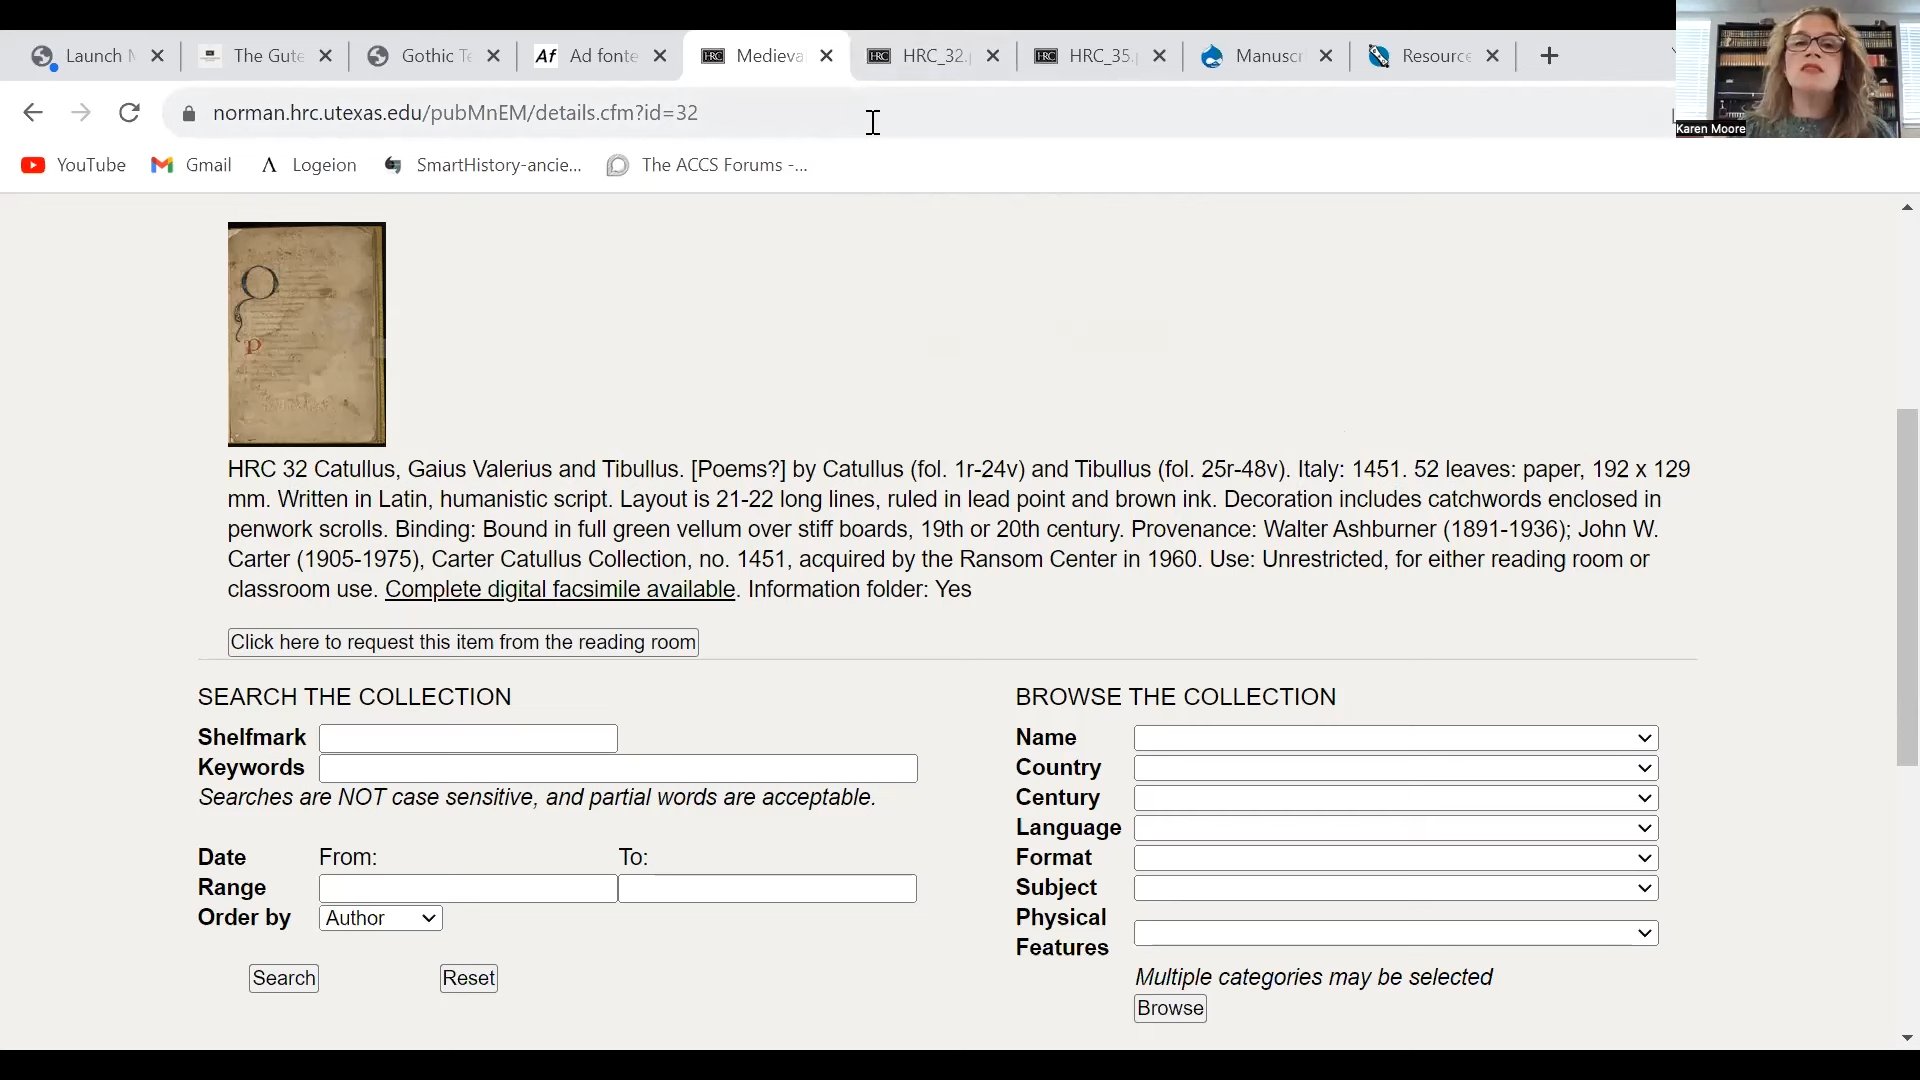 Launch
The Gute
Gothic Te
Af Ad fonte
HRC Medieva
HRC HRC_32.
HRC HRC_35.
Manuscr
Resource
norman.hrc.utexas.edu/pubMnEM/details.cfm?id=32
Karen Moore
YouTube
Gmail
Logeion
SmartHistory-ancie...
The ACCS Forums -...
HRC 32 Catullus, Gaius Valerius and Tibullus. [Poems?] by Catullus (fol. 1r-24v) and Tibullus (fol. 25r-48v). Italy: 1451. 52 leaves: paper, 192 x 129
mm. Written in Latin, humanistic script. Layout is 21-22 long lines, ruled in lead point and brown ink. Decoration includes catchwords enclosed in
penwork scrolls. Binding: Bound in full green vellum over stiff boards, 19th or 20th century. Provenance: Walter Ashburner (1891-1936); John W.
Carter (1905-1975), Carter Catullus Collection, no. 1451, acquired by the Ransom Center in 1960. Use: Unrestricted, for either reading room or
classroom use. Complete digital facsimile available. Information folder: Yes
Click here to request this item from the reading room
SEARCH THE COLLECTION
Shelfmark
Keywords
Searches are NOT case sensitive, and partial words are acceptable.
Date From: To:
Range
Order by Author
Search Reset
BROWSE THE COLLECTION
Name
Country
Century
Language
Format
Subject
Physical
Features
Multiple categories may be selected
Browse